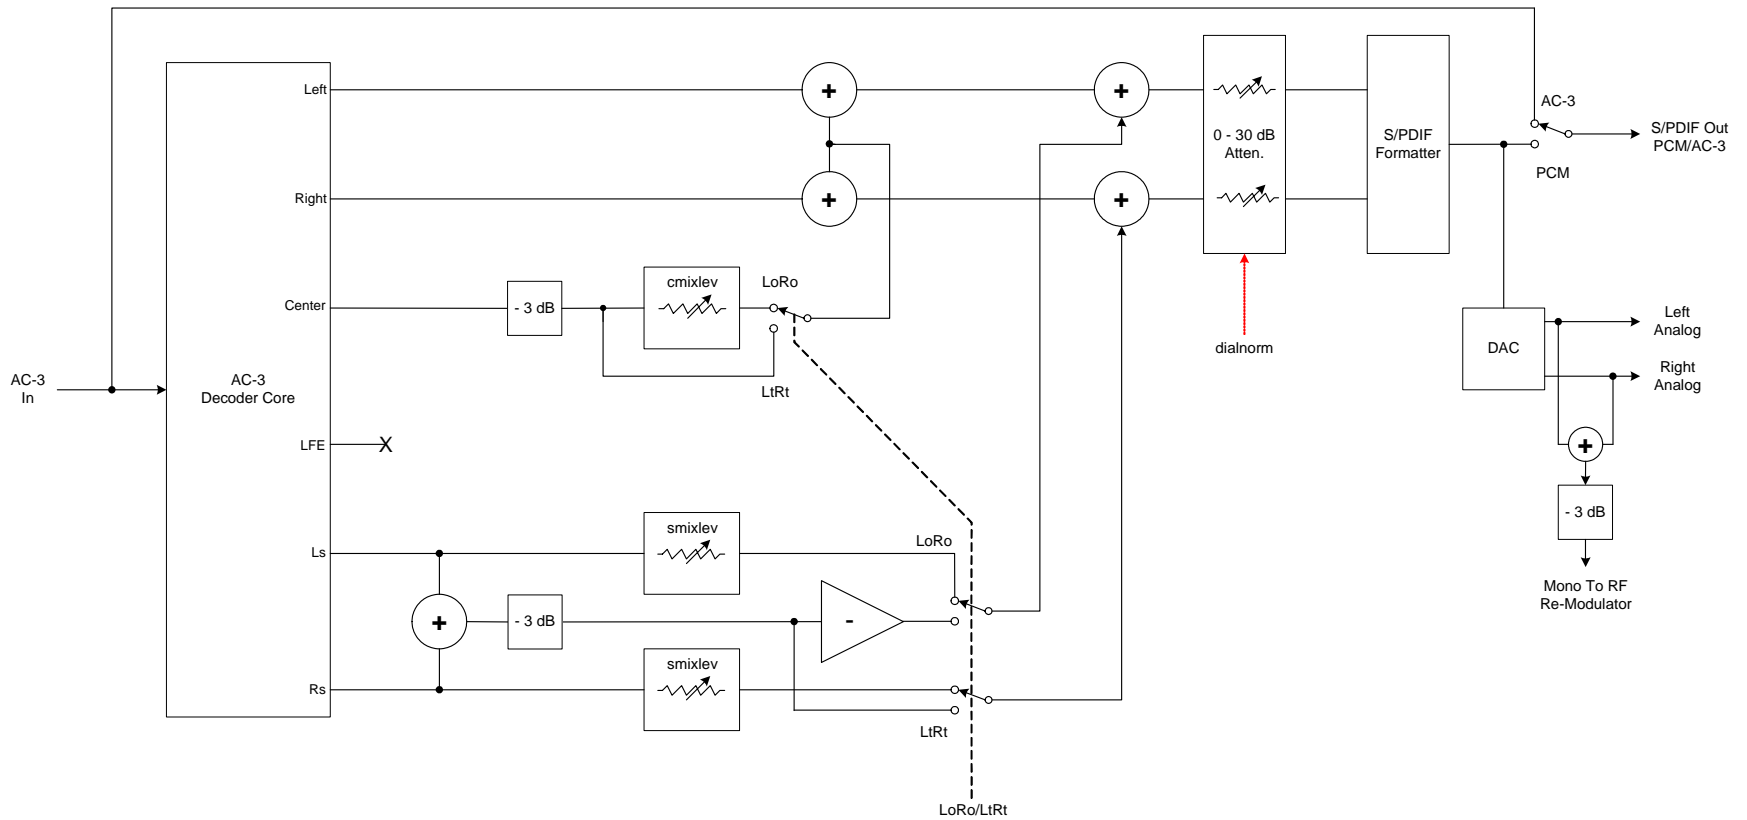 AC-3
In
AC-3
Decoder Core
Left
Right
Center
LFE
Ls
Rs
X
+
+
- 3 dB
cmixlev
LoRo
LtRt
+
- 3 dB
smixlev
smixlev
-
LoRo
LtRt
LoRo/LtRt
+
+
0 - 30 dB
Atten.
dialnorm
S/PDIF
Formatter
AC-3
PCM
S/PDIF Out
PCM/AC-3
DAC
Left
Analog
Right
Analog
+
- 3 dB
Mono To RF
Re-Modulator